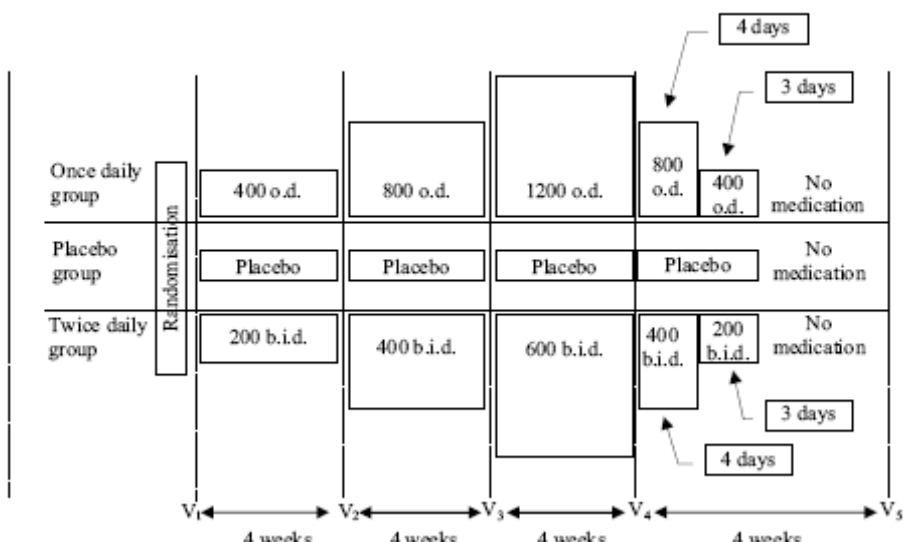 4 days
3 days
Once daily
group
400 o.d.
800 o.d.
1200 o.d.
800
o.d.
400
o.d.
No
medication
Randomisation
Placebo
group
Placebo
Placebo
Placebo
Placebo
No
medication
Twice daily
group
200 b.i.d.
400 b.i.d.
600 b.i.d.
400
b.i.d.
200
b.i.d.
No
medication
3 days
4 days
V1
V2
V3
V4
V5
4 weeks
4 weeks
4 weeks
4 weeks